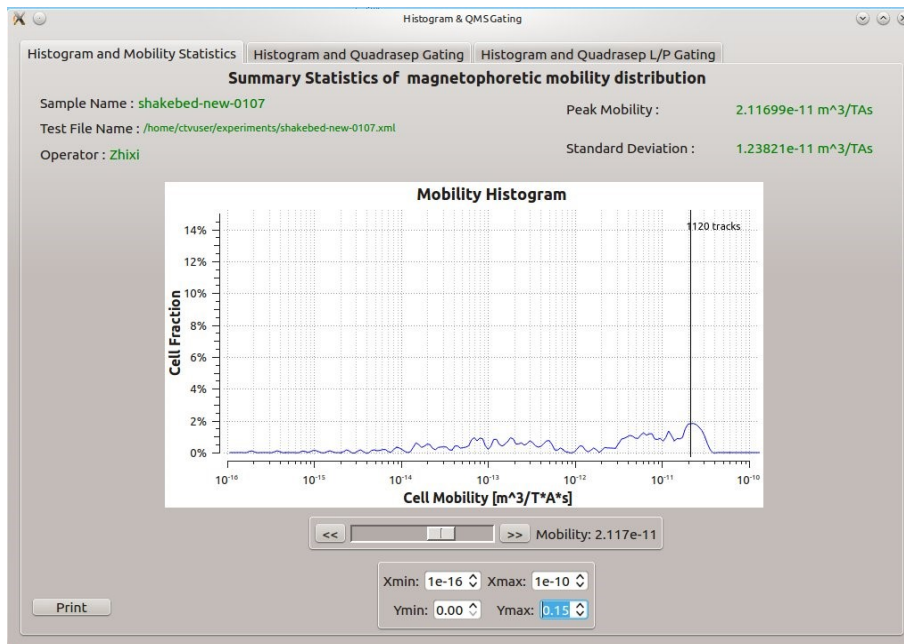 Histogram & QMSGating
Histogram and Mobility Statistics
Histogram and Quadrasep Gating
Histogram and Quadrasep L/P Gating
Summary Statistics of magnetophoretic mobility distribution
Sample Name : shakebed-new-0107
Peak Mobility : 2.11699e-11 m^3/TAs
Test File Name : /home/ctvuser/experiments/shakebed-new-0107.xml
Operator : Zhixi
Standard Deviation : 1.23821e-11 m^3/TAs
Mobility Histogram
1120 tracks
14%
12%
10%
8%
6%
4%
2%
0%
Cell Fraction
10^-16 10^-15 10^-14 10^-13 10^-12 10^-11 10^-10
Cell Mobility [m^3/T*A*s]
<< >> Mobility: 2.117e-11
Xmin: 1e-16 Xmax: 1e-10
Ymin: 0.00 Ymax: 0.15
Print